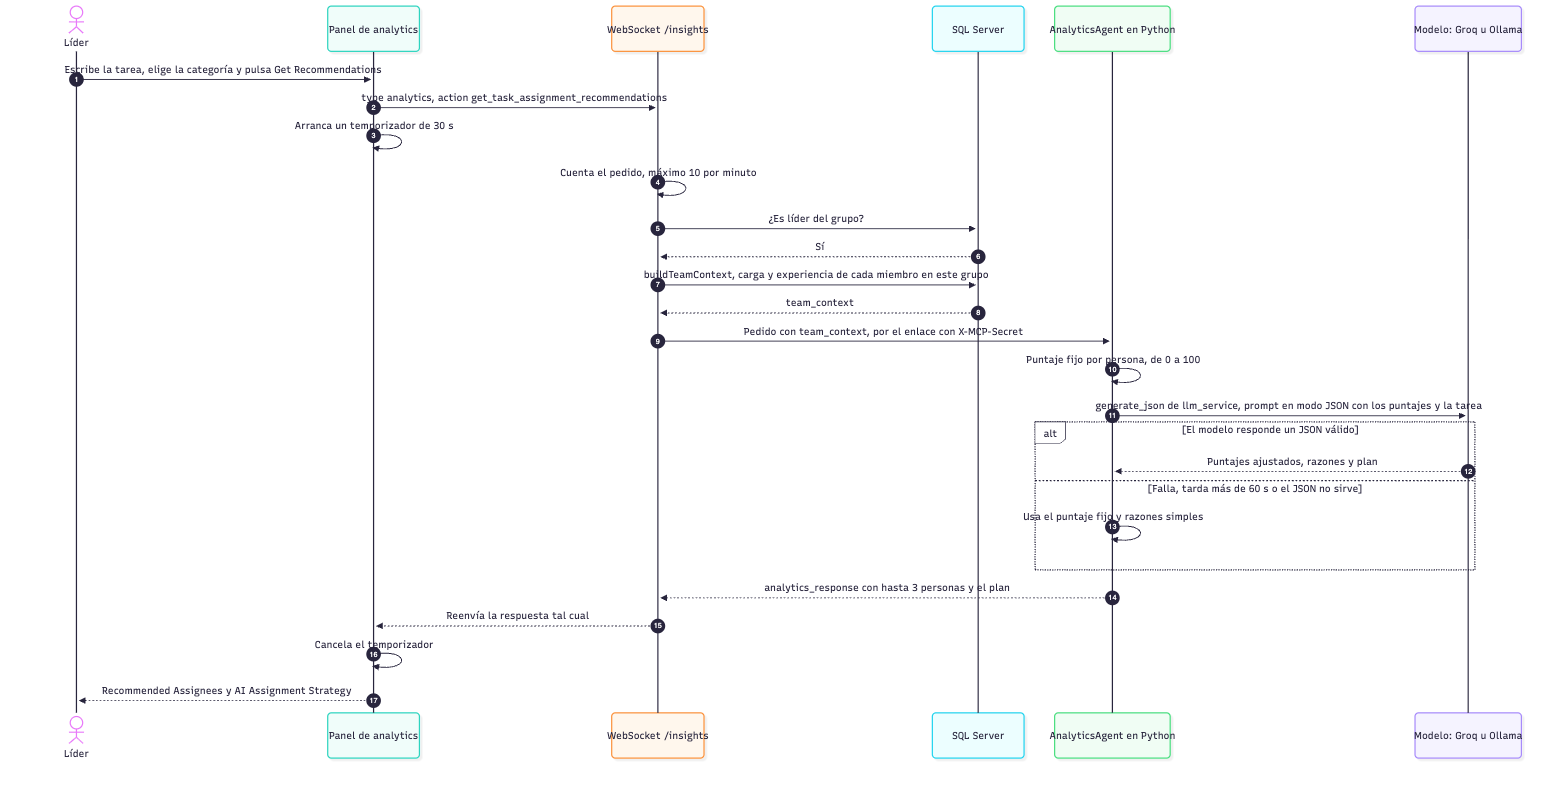 Líder
Panel de analytics
WebSocket /insights
SQL Server
AnalyticsAgent en Python
Modelo: Groq u Ollama
Escribe la tarea, elige la categoría y pulsa Get Recommendations
1
type analytics, action get_task_assignment_recommendations
2
Arranca un temporizador de 30 s
3
Cuenta el pedido, máximo 10 por minuto
4
¿Es líder del grupo?
5
Sí
6
buildTeamContext, carga y experiencia de cada miembro en este grupo
7
team_context
8
Pedido con team_context, por el enlace con X-MCP-Secret
9
Puntaje fijo por persona, de 0 a 100
10
generate_json de llm_service, prompt en modo JSON con los puntajes y la tarea
11
alt
[El modelo responde un JSON válido]
Puntajes ajustados, razones y plan
12
[Falla, tarda más de 60 s o el JSON no sirve]
Usa el puntaje fijo y razones simples
13
analytics_response con hasta 3 personas y el plan
14
Reenvía la respuesta tal cual
15
Cancela el temporizador
16
Recommended Assignees y AI Assignment Strategy
17
Líder
Panel de analytics
WebSocket /insights
SQL Server
AnalyticsAgent en Python
Modelo: Groq u Ollama